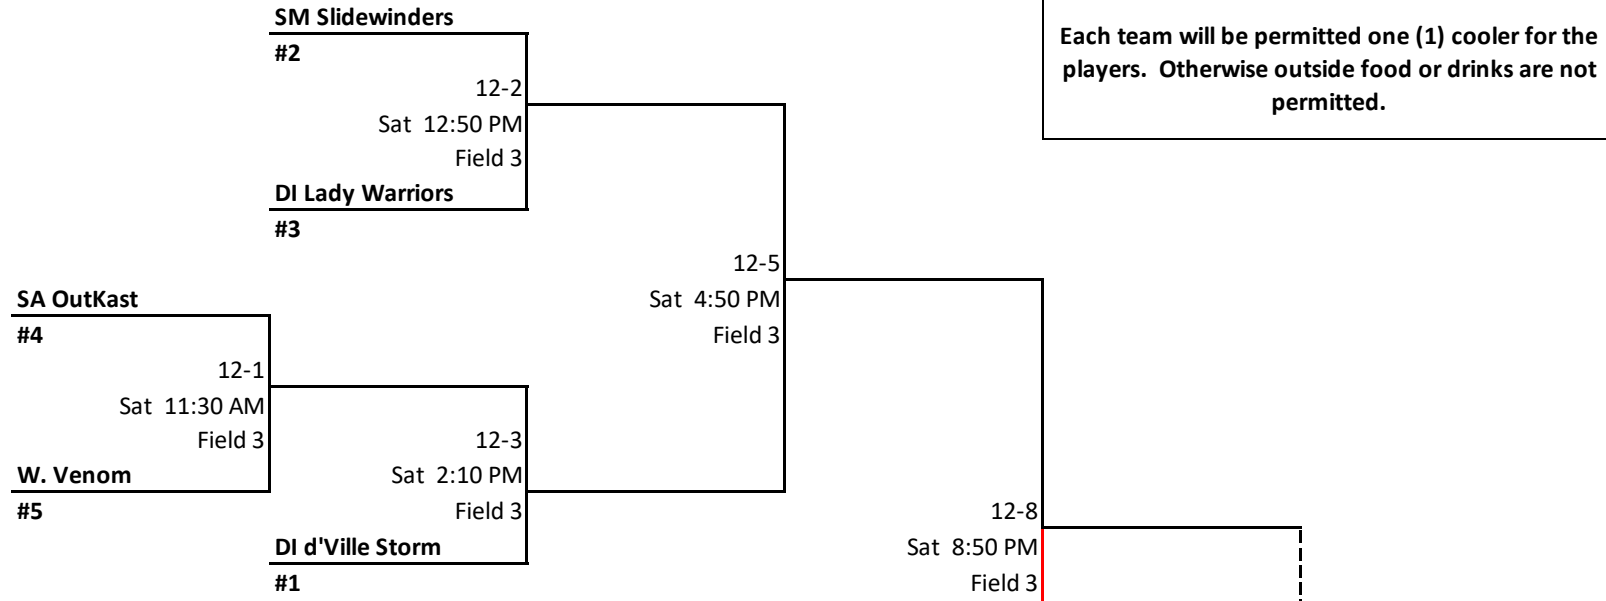 SM Slidewinders
#2
12-2
Sat 12:50 PM
Field 3
DI Lady Warriors
#3
Each team will be permitted one (1) cooler for the
players. Otherwise outside food or drinks are not
permitted.
12-5
Sat 4:50 PM
Field 3
SA OutKast
#4
12-1
Sat 11:30 AM
Field 3
W. Venom
#5
12-3
Sat 2:10 PM
Field 3
DI d'Ville Storm
#1
12-8
Sat 8:50 PM
Field 3